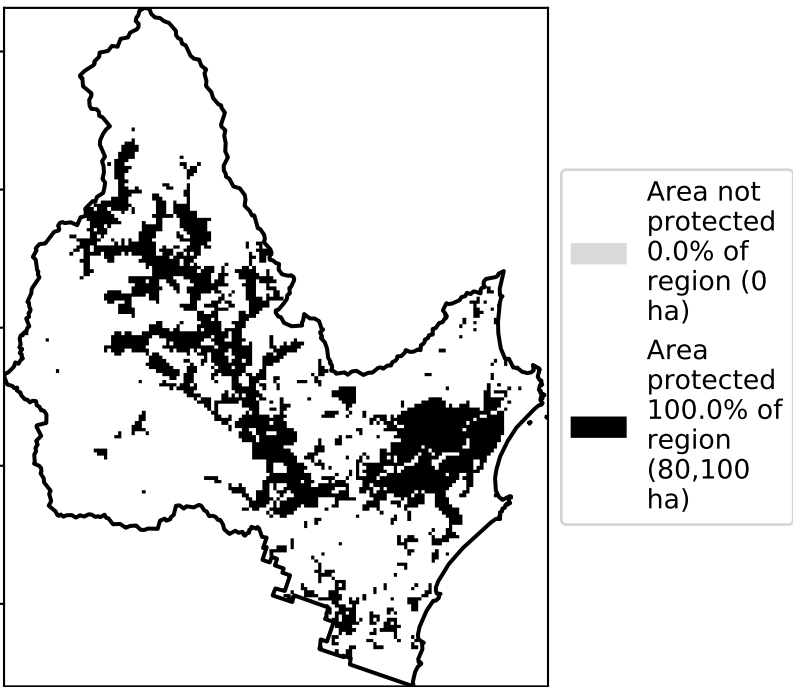 Area not
protected
0.0% of
region (0
ha)
Area
protected
100.0% of
region
(80,100
ha)